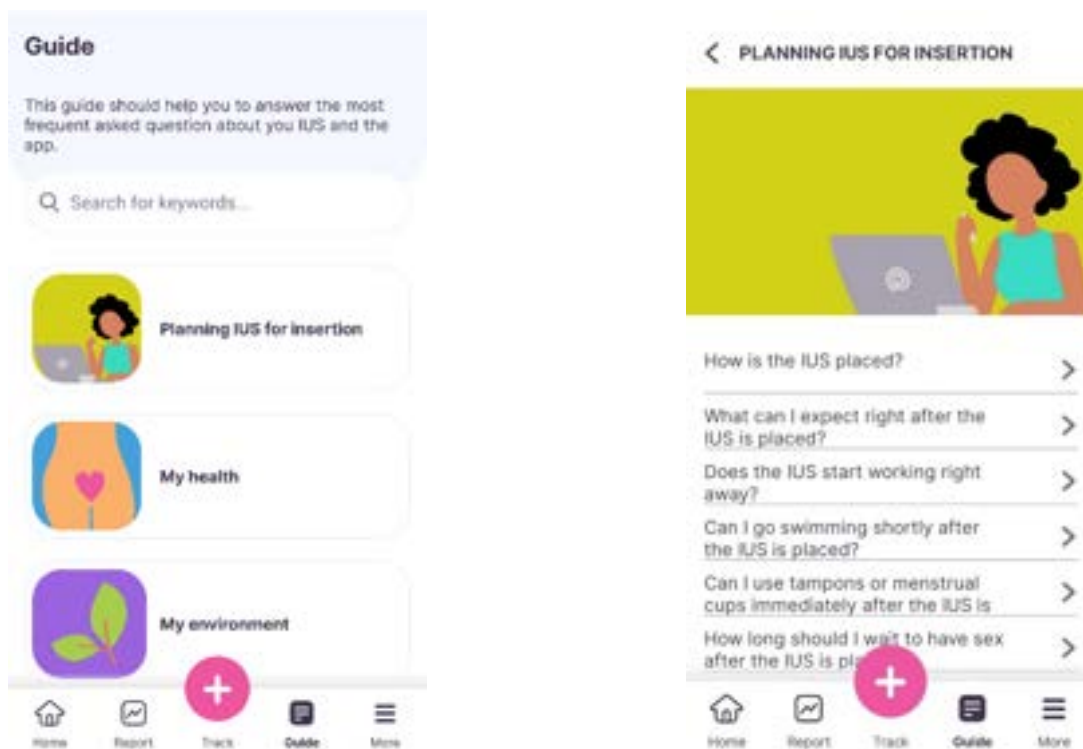 Guide
This guide should help you to answer the most
frequent asked question about you IUS and the
app.
Search for keywords...
Planning IUS for insertion
My health
My environment
Home
Report
Track
Guide
More
PLANNING IUS FOR INSERTION
How is the IUS placed?
What can I expect right after the
IUS is placed?
Does the IUS start working right
away?
Can I go swimming shortly after
the IUS is placed?
Can I use tampons or menstrual
cups immediately after the IUS is
How long should I wait to have sex
after the IUS is
Home
Report
Track
Guide
More